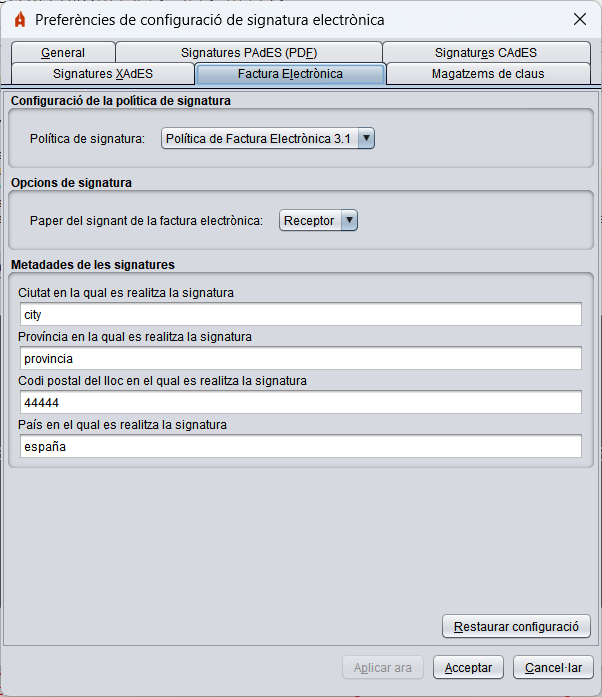 Preferències de configuració de signatura electrònica
General
Signatures PAdES (PDF)
Signatures CAdES
Signatures XAdES
Factura Electrònica
Magatzems de claus
Configuració de la política de signatura
Política de signatura: Política de Factura Electrònica 3.1
Opcions de signatura
Paper del signant de la factura electrònica: Receptor
Metadades de les signatures
Ciutat en la qual es realitza la signatura
city
Província en la qual es realitza la signatura
provincia
Codi postal del lloc en el qual es realitza la signatura
44444
País en el qual es realitza la signatura
españa
Restaurar configuració
Aplicar ara
Acceptar
Cancel·lar